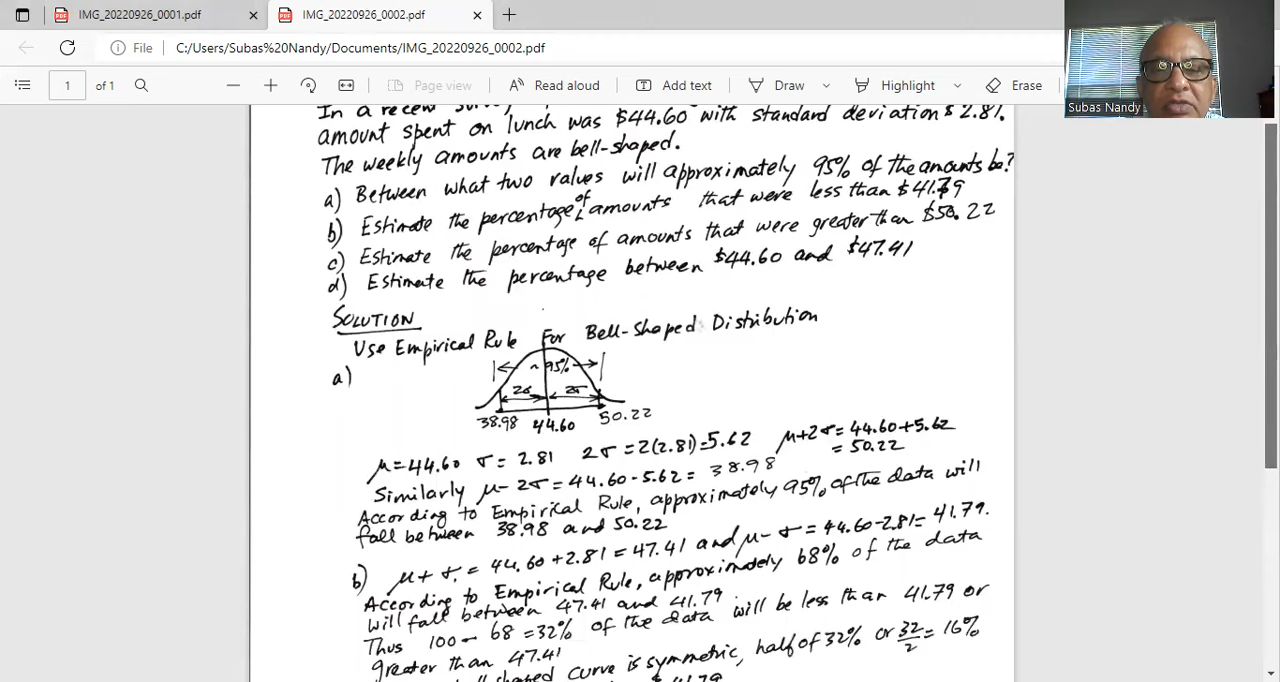 IMG_20220926_0001.pdf
IMG_20220926_0002.pdf
File C:/Users/Subas%20Nandy/Documents/IMG_20220926_0002.pdf
1 of 1 Page view Read aloud Add text Draw Highlight Erase
Subas Nandy
In a recent
amount spent on lunch was $44.60 with standard deviation $2.81.
The weekly amounts are bell-shaped.
a) Between what two values will approximately 95% of the amounts be?
b) Estimate the percentage of amounts that were less than $41.79
c) Estimate the percentage of amounts that were greater than $50.22
d) Estimate the percentage between $44.60 and $47.41
SOLUTION
Use Empirical Rule For Bell-Shaped Distribution
a)
~95%
2σ 2σ
38.98 44.60 50.22
μ=44.60 σ=2.81 2σ=2(2.81)=5.62 μ+2σ=44.60+5.62
=50.22
Similarly μ-2σ=44.60-5.62=38.98
According to Empirical Rule, approximately 95% of the data will
fall between 38.98 and 50.22
b) μ+σ.=44.60+2.81=47.41 and μ-σ=44.60-2.81=41.79.
According to Empirical Rule, approximately 68% of the data
will fall between 47.41 and 41.79
Thus 100-68=32% of the data will be less than 41.79 or
greater than 47.41
curve is symmetric, half of 32% or 32/2=16%
$41.79